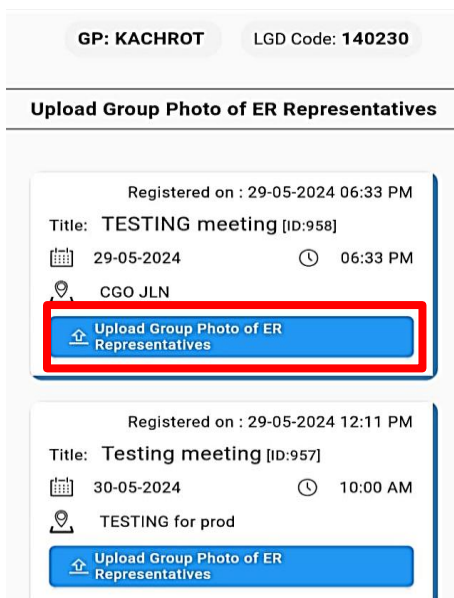 GP: KACHROT LGD Code: 140230
Upload Group Photo of ER Representatives
Registered on : 29-05-2024 06:33 PM
Title: TESTING meeting [ID:958]
29-05-2024 06:33 PM
CGO JLN
Upload Group Photo of ER
Representatives
Registered on : 29-05-2024 12:11 PM
Title: Testing meeting [ID:957]
30-05-2024 10:00 AM
TESTING for prod
Upload Group Photo of ER
Representatives